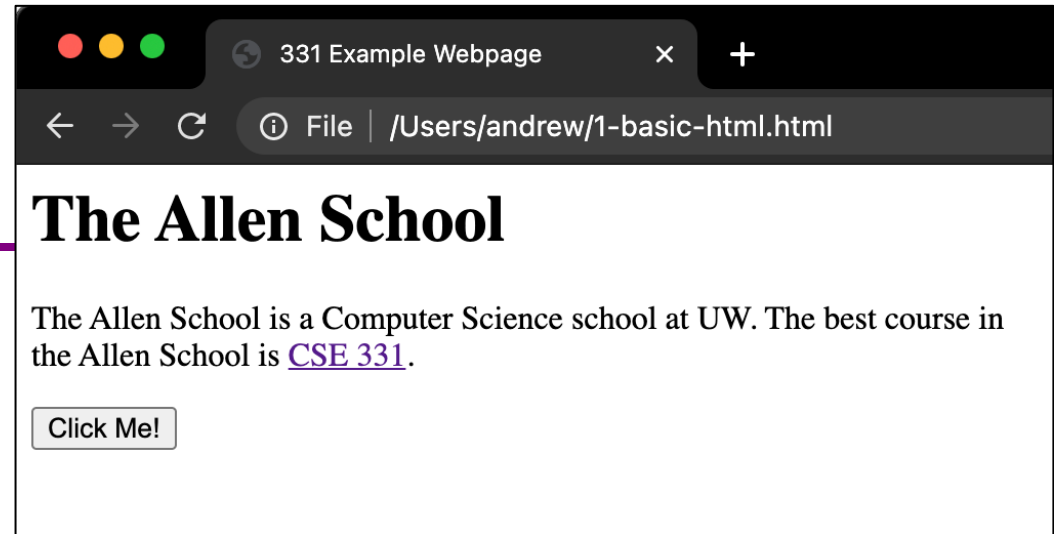 331 Example Webpage
File | /Users/andrew/1-basic-html.html
The Allen School
The Allen School is a Computer Science school at UW. The best course in
the Allen School is CSE 331.
Click Me!